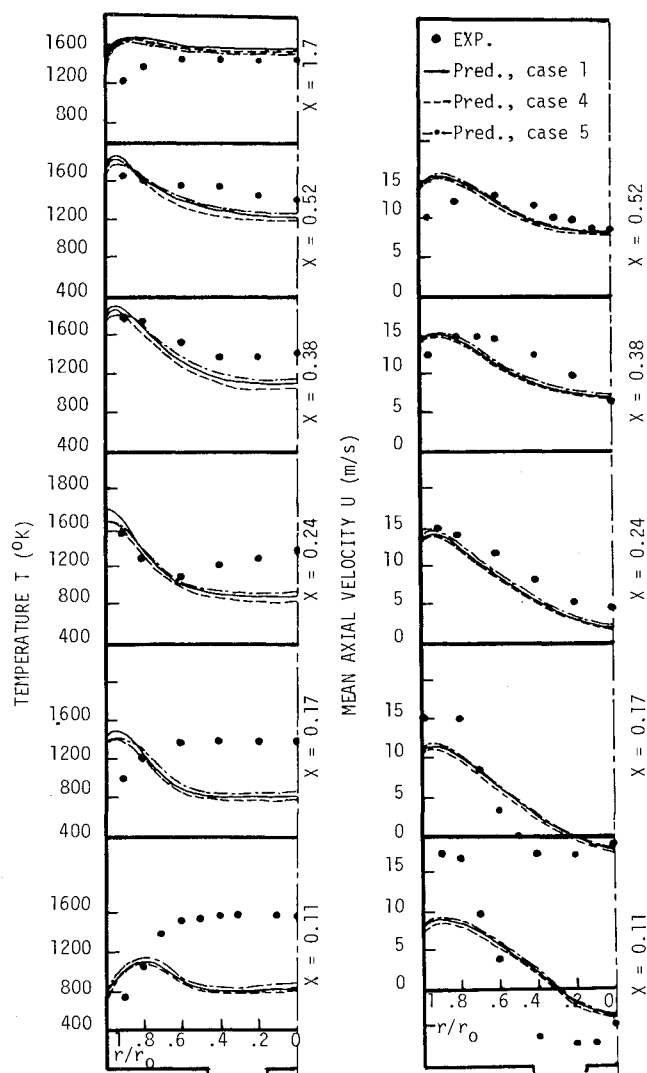 1600
1200
800
X = 1.7
1600
1200
800
400
X = 0.52
1600
1200
800
400
X = 0.38
1800
1600
1200
800
400
X = 0.24
1600
1200
800
400
X = 0.17
1600
1200
800
400
X = 0.11
1 .8 .6 .4 .2 0
r/ro
TEMPERATURE T (°K)
EXP.
Pred., case 1
Pred., case 4
Pred., case 5
15
10
5
0
X = 0.52
15
10
5
0
X = 0.38
15
10
5
0
X = 0.24
15
10
5
0
X = 0.17
15
10
5
0
X = 0.11
1 .8 .6 .4 .2 0
r/ro
MEAN AXIAL VELOCITY U (m/s)